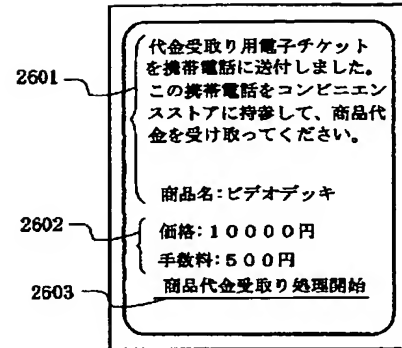 代金受取り用電子チケット
を携帯電話に送付しました。
この携帯電話をコンビニエン
スストアに持参して、商品代
金を受け取ってください。
2601
商品名:ビデオデッキ
2602
価格:10000円
手数料:500円
2603
商品代金受取り処理開始